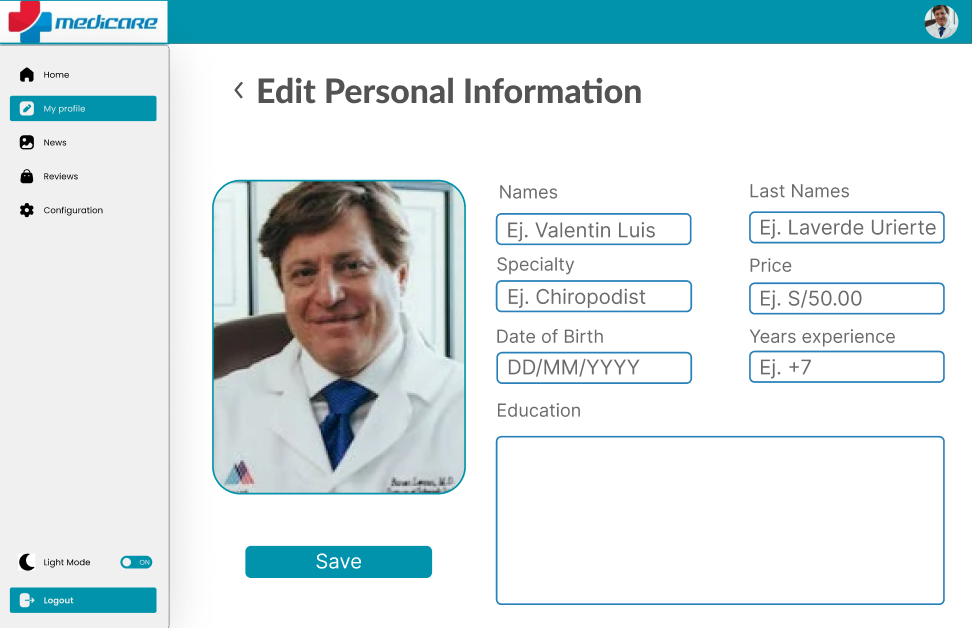 medicare
Home
My profile
News
Reviews
Configuration
Light Mode
ON
Logout
Edit Personal Information
Names
Ej. Valentin Luis
Last Names
Ej. Laverde Urierte
Specialty
Ej. Chiropodist
Price
Ej. S/50.00
Date of Birth
DD/MM/YYYY
Years experience
Ej. +7
Education
M.D.
Save